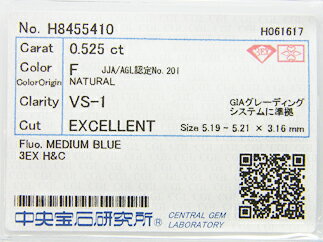 No. H8455410 H061617
Carat 0.525 ct
Color F JJA/AGL認定No.201
ColorOrigin NATURAL
Clarity VS-1 GIAグレーディング
システムに準拠
Cut EXCELLENT Size 5.19 - 5.21 × 3.16 mm
Fluo. MEDIUM BLUE
3EX H&C
中央宝石研究所® CENTRAL GEM
LABORATORY